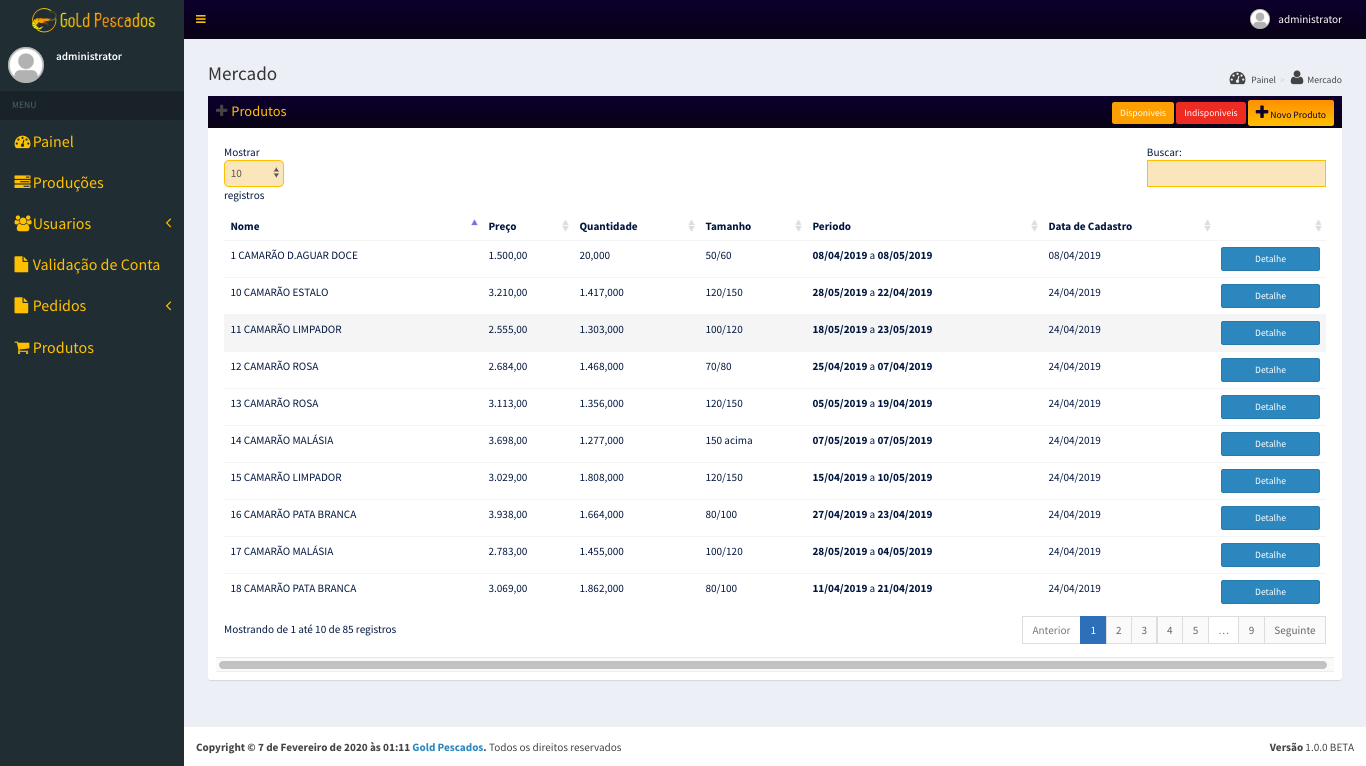 Gold Pescados
administrator
administrator
MENU
Painel
Produções
Usuarios
Validação de Conta
Pedidos
Produtos
Mercado
Painel
Mercado
Produtos
Disponiveis
Indisponiveis
Novo Produto
Mostrar
10
registros
Buscar:
Nome Preço Quantidade Tamanho Periodo Data de Cadastro
1 CAMARÃO D.AGUAR DOCE 1.500,00 20,000 50/60 08/04/2019 a 08/05/2019 08/04/2019 Detalhe
10 CAMARÃO ESTALO 3.210,00 1.417,000 120/150 28/05/2019 a 22/04/2019 24/04/2019 Detalhe
11 CAMARÃO LIMPADOR 2.555,00 1.303,000 100/120 18/05/2019 a 23/05/2019 24/04/2019 Detalhe
12 CAMARÃO ROSA 2.684,00 1.468,000 70/80 25/04/2019 a 07/04/2019 24/04/2019 Detalhe
13 CAMARÃO ROSA 3.113,00 1.356,000 120/150 05/05/2019 a 19/04/2019 24/04/2019 Detalhe
14 CAMARÃO MALÁSIA 3.698,00 1.277,000 150 acima 07/05/2019 a 07/05/2019 24/04/2019 Detalhe
15 CAMARÃO LIMPADOR 3.029,00 1.808,000 120/150 15/04/2019 a 10/05/2019 24/04/2019 Detalhe
16 CAMARÃO PATA BRANCA 3.938,00 1.664,000 80/100 27/04/2019 a 23/04/2019 24/04/2019 Detalhe
17 CAMARÃO MALÁSIA 2.783,00 1.455,000 100/120 28/05/2019 a 04/05/2019 24/04/2019 Detalhe
18 CAMARÃO PATA BRANCA 3.069,00 1.862,000 80/100 11/04/2019 a 21/04/2019 24/04/2019 Detalhe
Mostrando de 1 até 10 de 85 registros
Anterior 1 2 3 4 5 … 9 Seguinte
Copyright © 7 de Fevereiro de 2020 às 01:11 Gold Pescados. Todos os direitos reservados
Versão 1.0.0 BETA